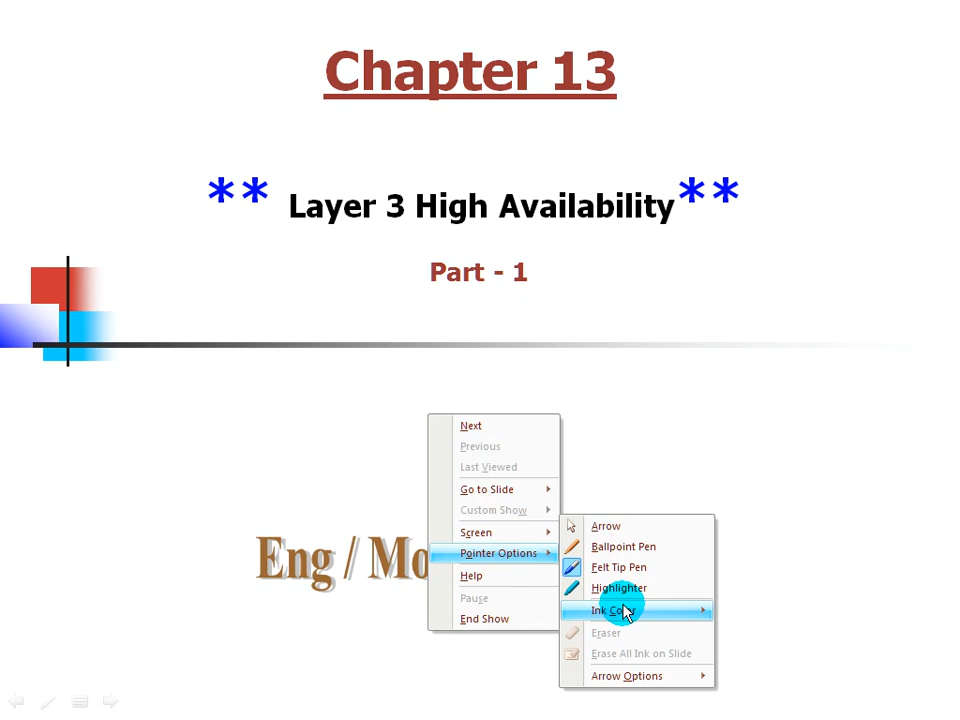 Chapter 13
** Layer 3 High Availability**
Part - 1
Eng / Mo
Next
Previous
Last Viewed
Go to Slide
Custom Show
Screen
Pointer Options
Help
Pause
End Show
Arrow
Ballpoint Pen
Felt Tip Pen
Highlighter
Ink Color
Eraser
Erase All Ink on Slide
Arrow Options